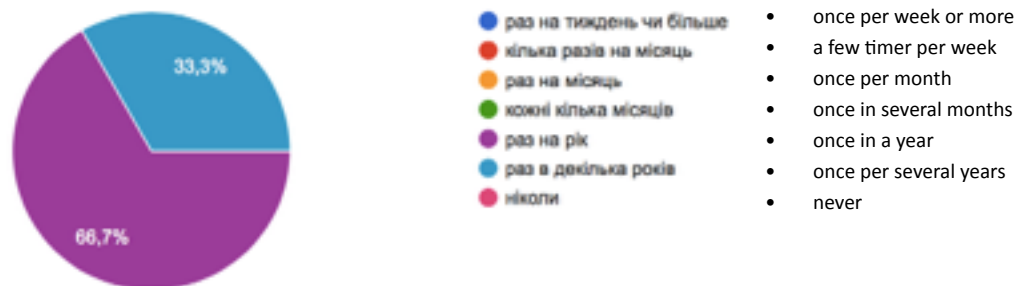 33,3%
66,7%
раз на тиждень чи більше
кілька разів на місяць
раз на місяць
кожні кілька місяців
раз на рік
раз в декілька років
ніколи
• once per week or more
• a few timer per week
• once per month
• once in several months
• once in a year
• once per several years
• never